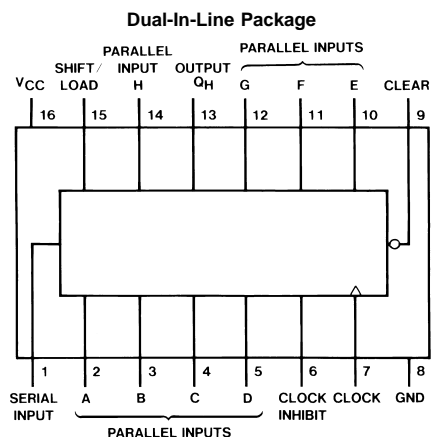 Dual-In-Line Package
PARALLEL INPUTS
PARALLEL
SHIFT/ INPUT OUTPUT
VCC LOAD H QH G F E CLEAR
16 15 14 13 12 11 10 9
1 2 3 4 5 6 7 8
SERIAL A B C D CLOCK CLOCK GND
INPUT INHIBIT
PARALLEL INPUTS